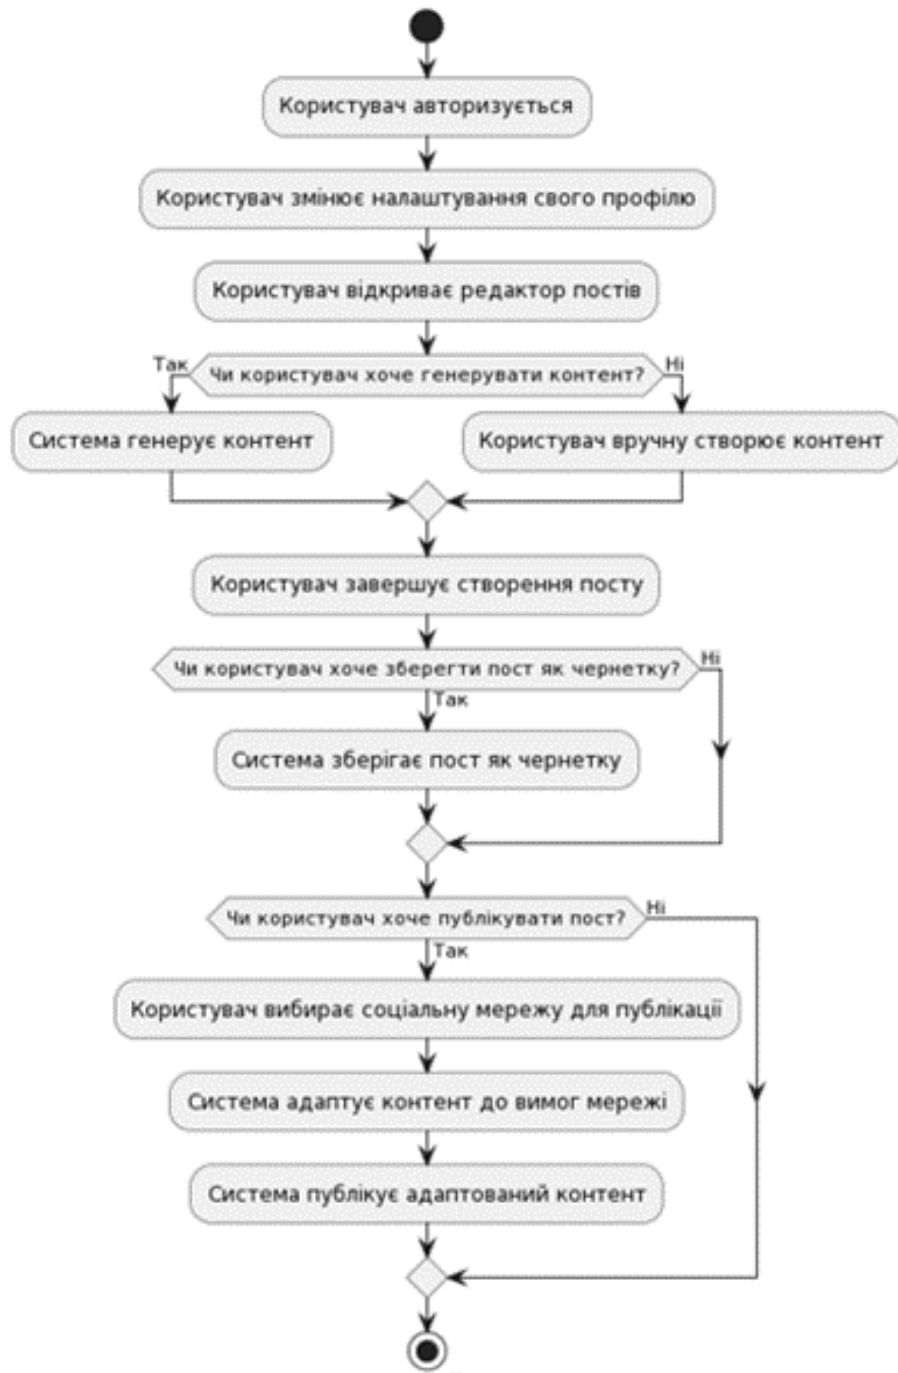 Користувач авторизується
Користувач змінює налаштування свого профілю
Користувач відкриває редактор постів
Так
Чи користувач хоче генерувати контент?
Ні
Система генерує контент
Користувач вручну створює контент
Користувач завершує створення посту
Чи користувач хоче зберегти пост як чернетку?
Ні
Так
Система зберігає пост як чернетку
Чи користувач хоче публікувати пост?
Ні
Так
Користувач вибирає соціальну мережу для публікації
Система адаптує контент до вимог мережі
Система публікує адаптований контент